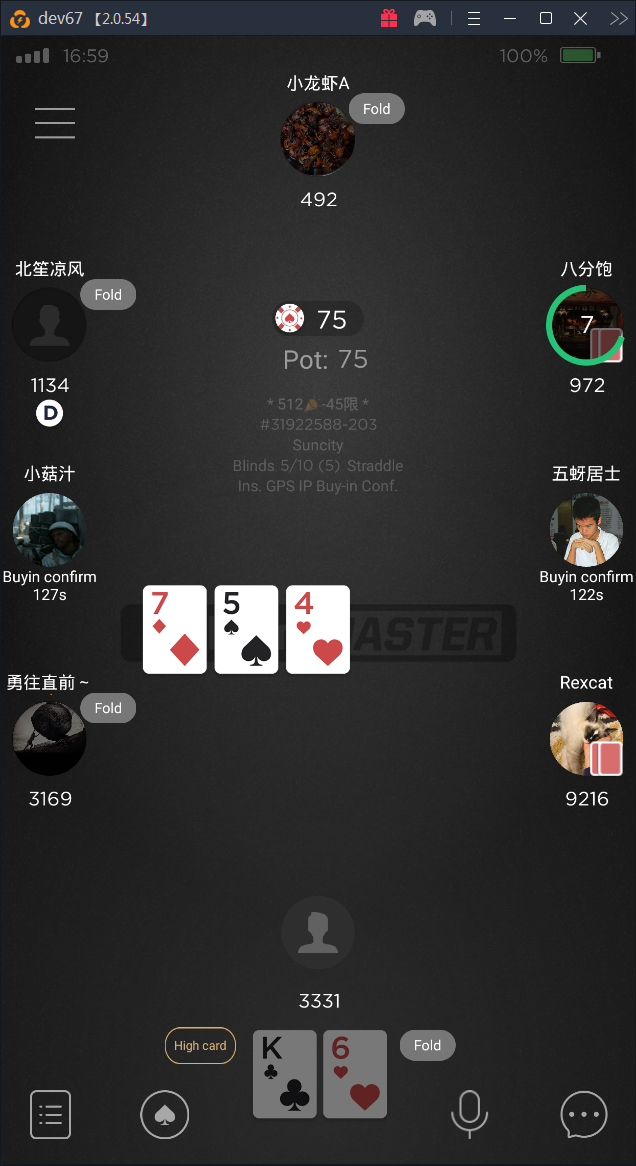 dev67 【2.0.54】
16:59
100%
小龙虾A
Fold
492
北笙凉风
Fold
八分饱
7
75
Pot: 75
1134
972
D
* 512🎉-45限 *
#31922588-203
Suncity
Blinds 5/10 (5) Straddle
Ins. GPS IP Buy-in Conf.
小菇汁
五蚜居士
Buyin confirm
127s
Buyin confirm
122s
7
5
4
MASTER
勇往直前 ~
Fold
Rexcat
3169
9216
3331
High card
K
6
Fold